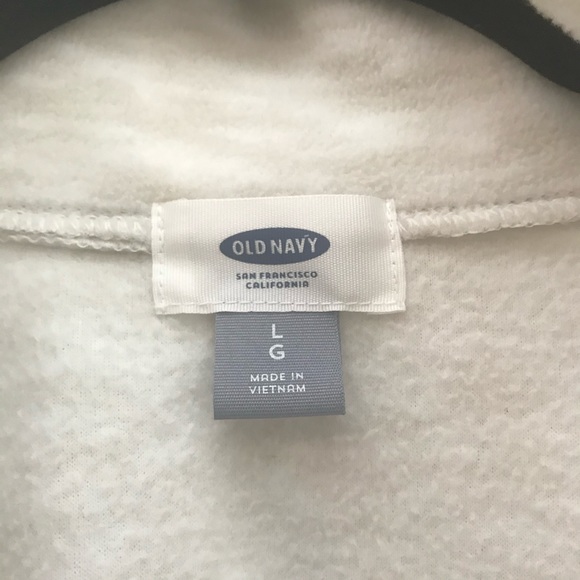 OLD NAVY
SAN FRANCISCO
CALIFORNIA
L
G
MADE IN
VIETNAM